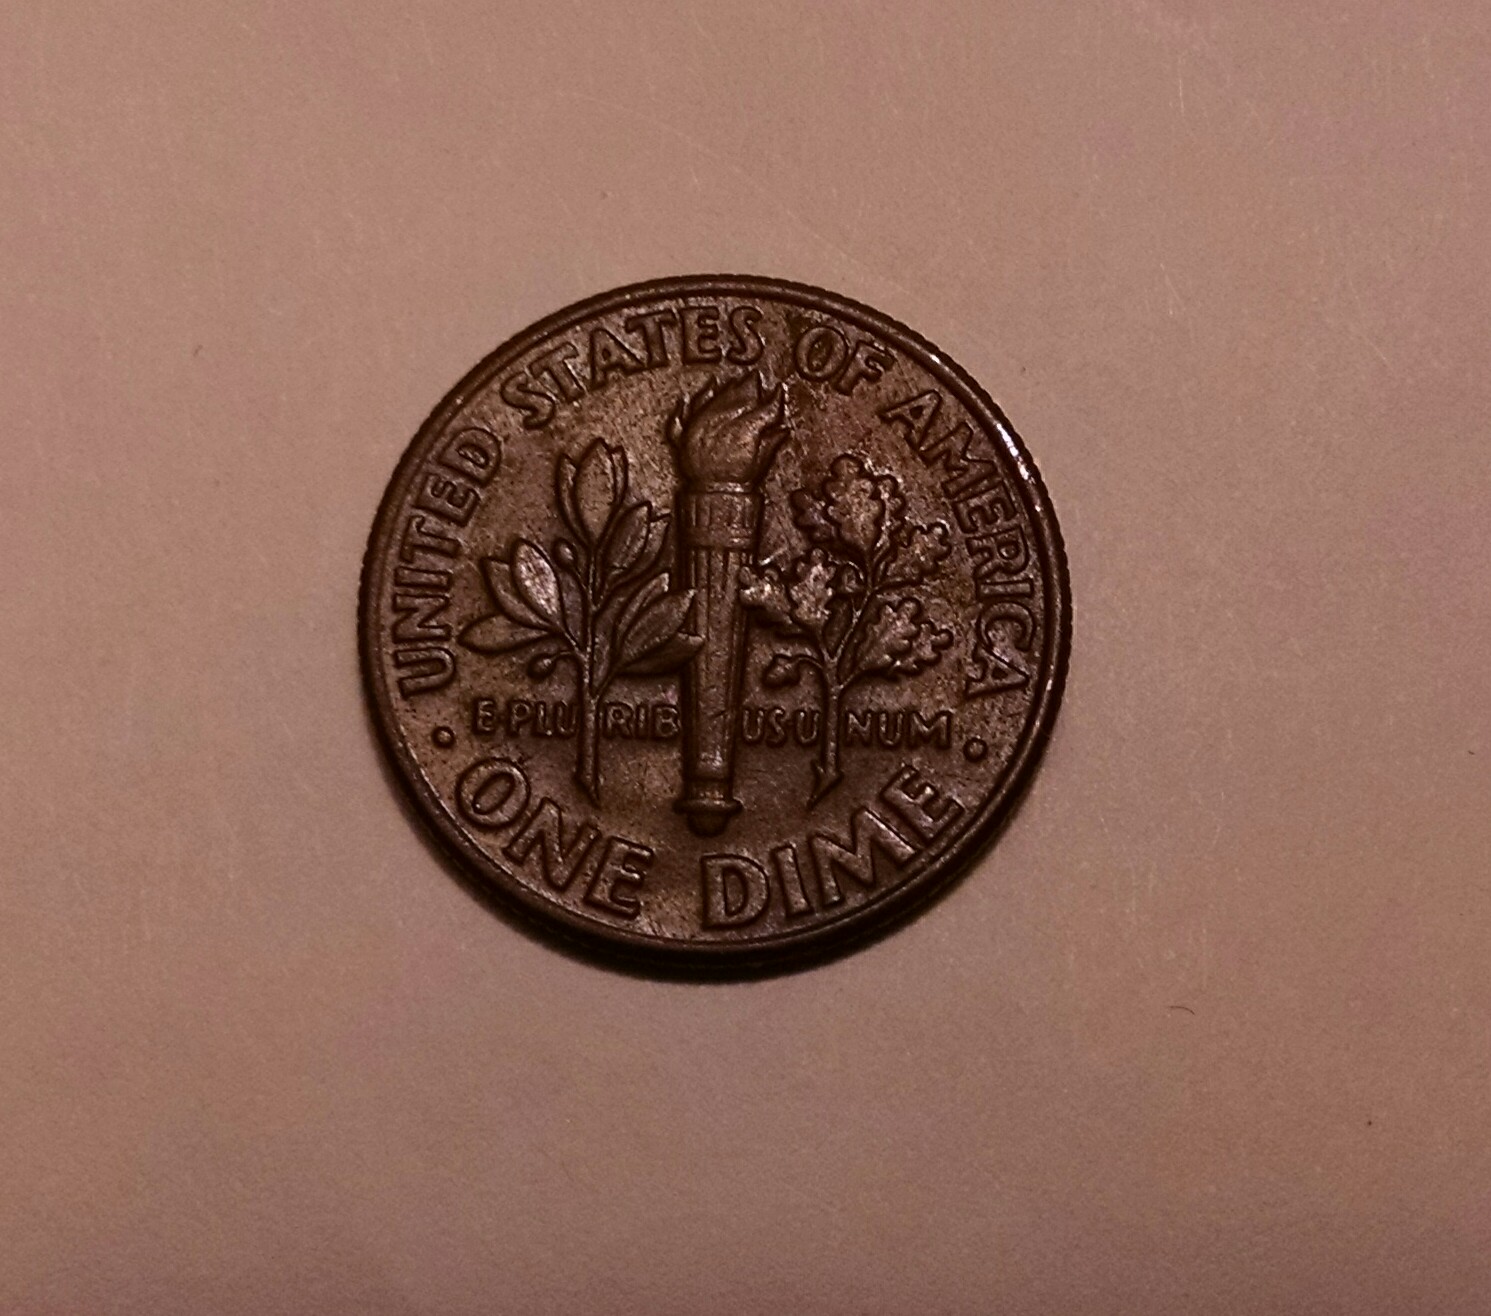 UNITED STATES OF AMERICA
E·PLURIBUS UNUM
· ONE DIME ·